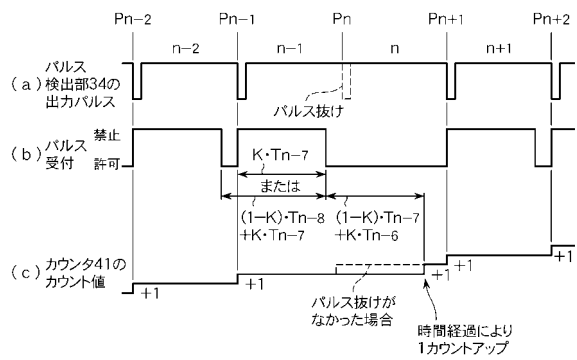 Pn−2 Pn−1 Pn Pn+1 Pn+2
n−2 n−1 n n+1
(a) パルス
検出部34の
出力パルス
パルス抜け
(b) パルス
受付
禁止
許可
K・Tn−7
または
(1−K)・Tn−8
+K・Tn−7
(1−K)・Tn−7
+K・Tn−6
(c) カウンタ41の
カウント値
+1 +1 +1 +1 +1
パルス抜けが
なかった場合
時間経過により
1カウントアップ